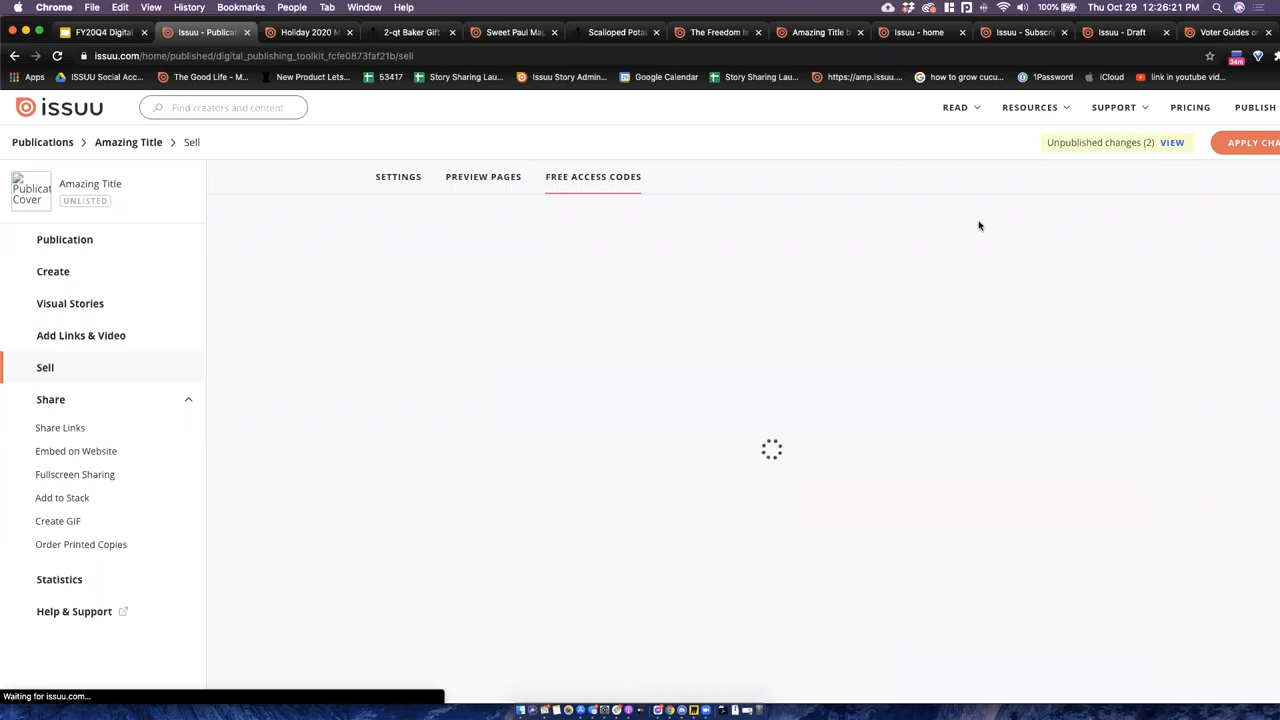 Chrome File Edit View History Bookmarks People Tab Window Help 100% Thu Oct 29 12:26:21 PM
FY20Q4 Digital Issuu - Publicat Holiday 2020 M 2-qt Baker Gift Sweet Paul Mag Scalloped Potat The Freedom Is Amazing Title b Issuu - home Issuu - Subscrip Issuu - Draft Voter Guides o
issuu.com/home/published/digital_publishing_toolkit_fcfe0873faf21b/sell 34m
Apps ISSUU Social Acc... The Good Life - M... New Product Lets... 53417 Story Sharing Lau... Issuu Story Admin... Google Calendar Story Sharing Lau... https://amp.issuu.... how to grow cucu... 1Password iCloud link in youtube vid...
issuu Find creators and content READ RESOURCES SUPPORT PRICING PUBLISH
Publications > Amazing Title > Sell Unpublished changes (2) VIEW APPLY CHA
Publicat
Cover
Amazing Title
UNLISTED
SETTINGS PREVIEW PAGES FREE ACCESS CODES
Publication
Create
Visual Stories
Add Links & Video
Sell
Share
Share Links
Embed on Website
Fullscreen Sharing
Add to Stack
Create GIF
Order Printed Copies
Statistics
Help & Support
Waiting for issuu.com...